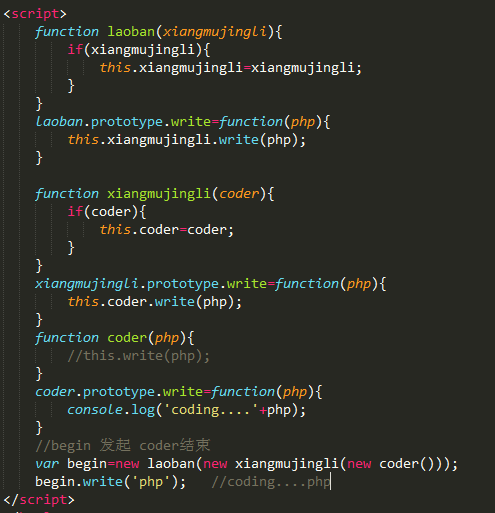 <script>
function laoban(xiangmujingli){
if(xiangmujingli){
this.xiangmujingli=xiangmujingli;
}
}
laoban.prototype.write=function(php){
this.xiangmujingli.write(php);
}
function xiangmujingli(coder){
if(coder){
this.coder=coder;
}
}
xiangmujingli.prototype.write=function(php){
this.coder.write(php);
}
function coder(php){
//this.write(php);
}
coder.prototype.write=function(php){
console.log('coding....'+php);
}
//begin 发起 coder结束
var begin=new laoban(new xiangmujingli(new coder()));
begin.write('php'); //coding....php
</script>